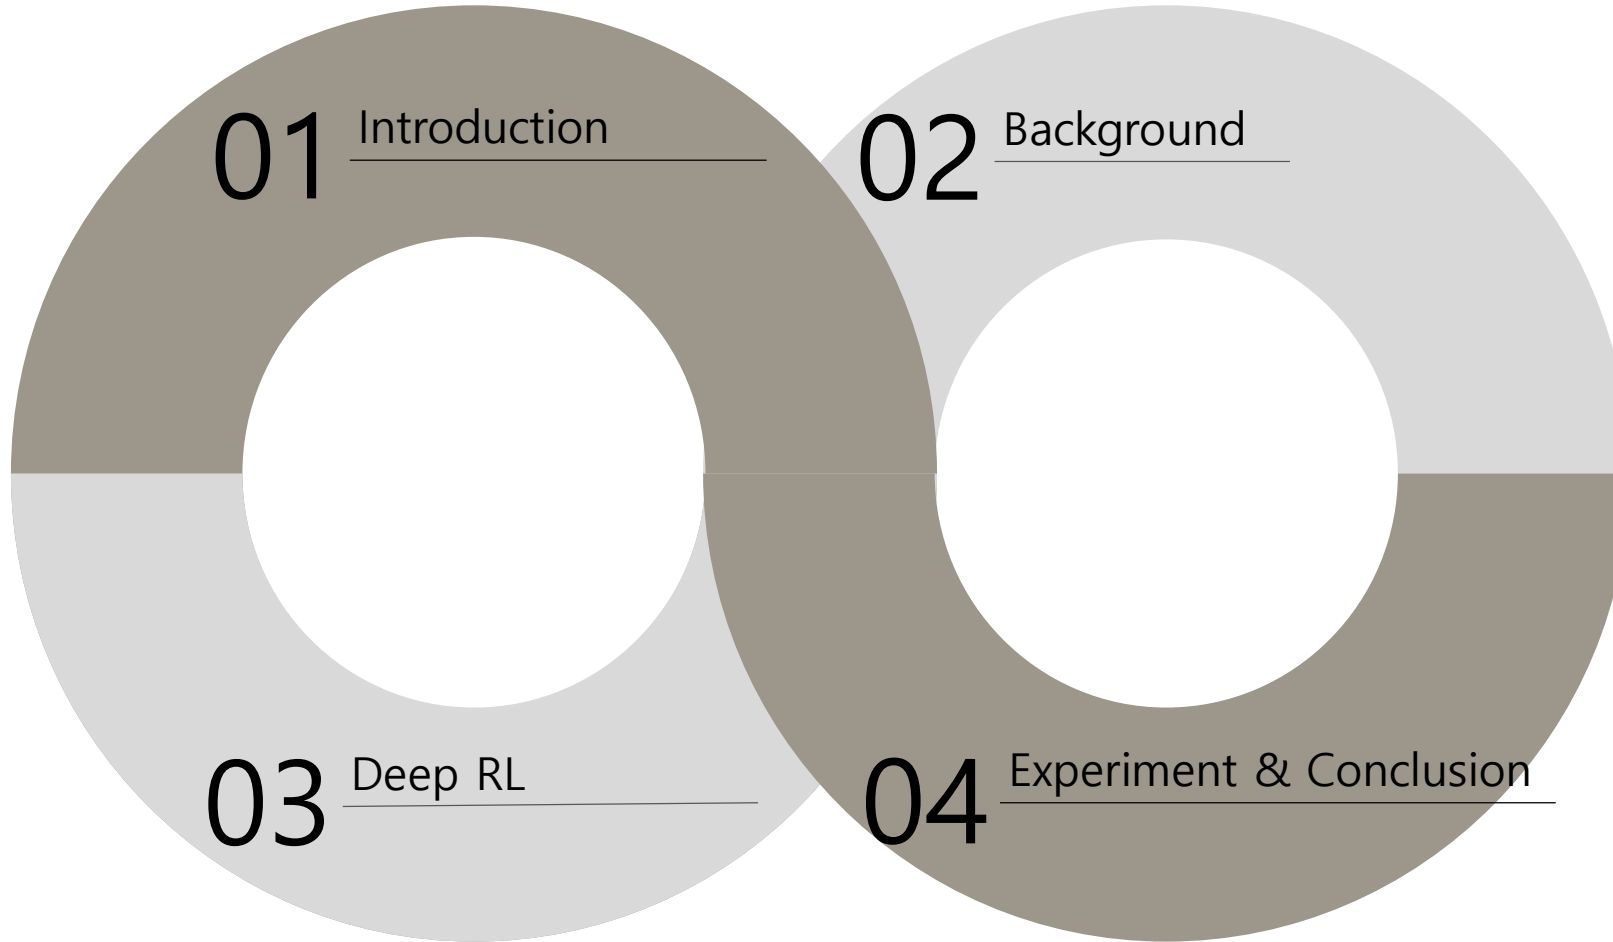 01 Introduction
02 Background
03 Deep RL
04 Experiment & Conclusion